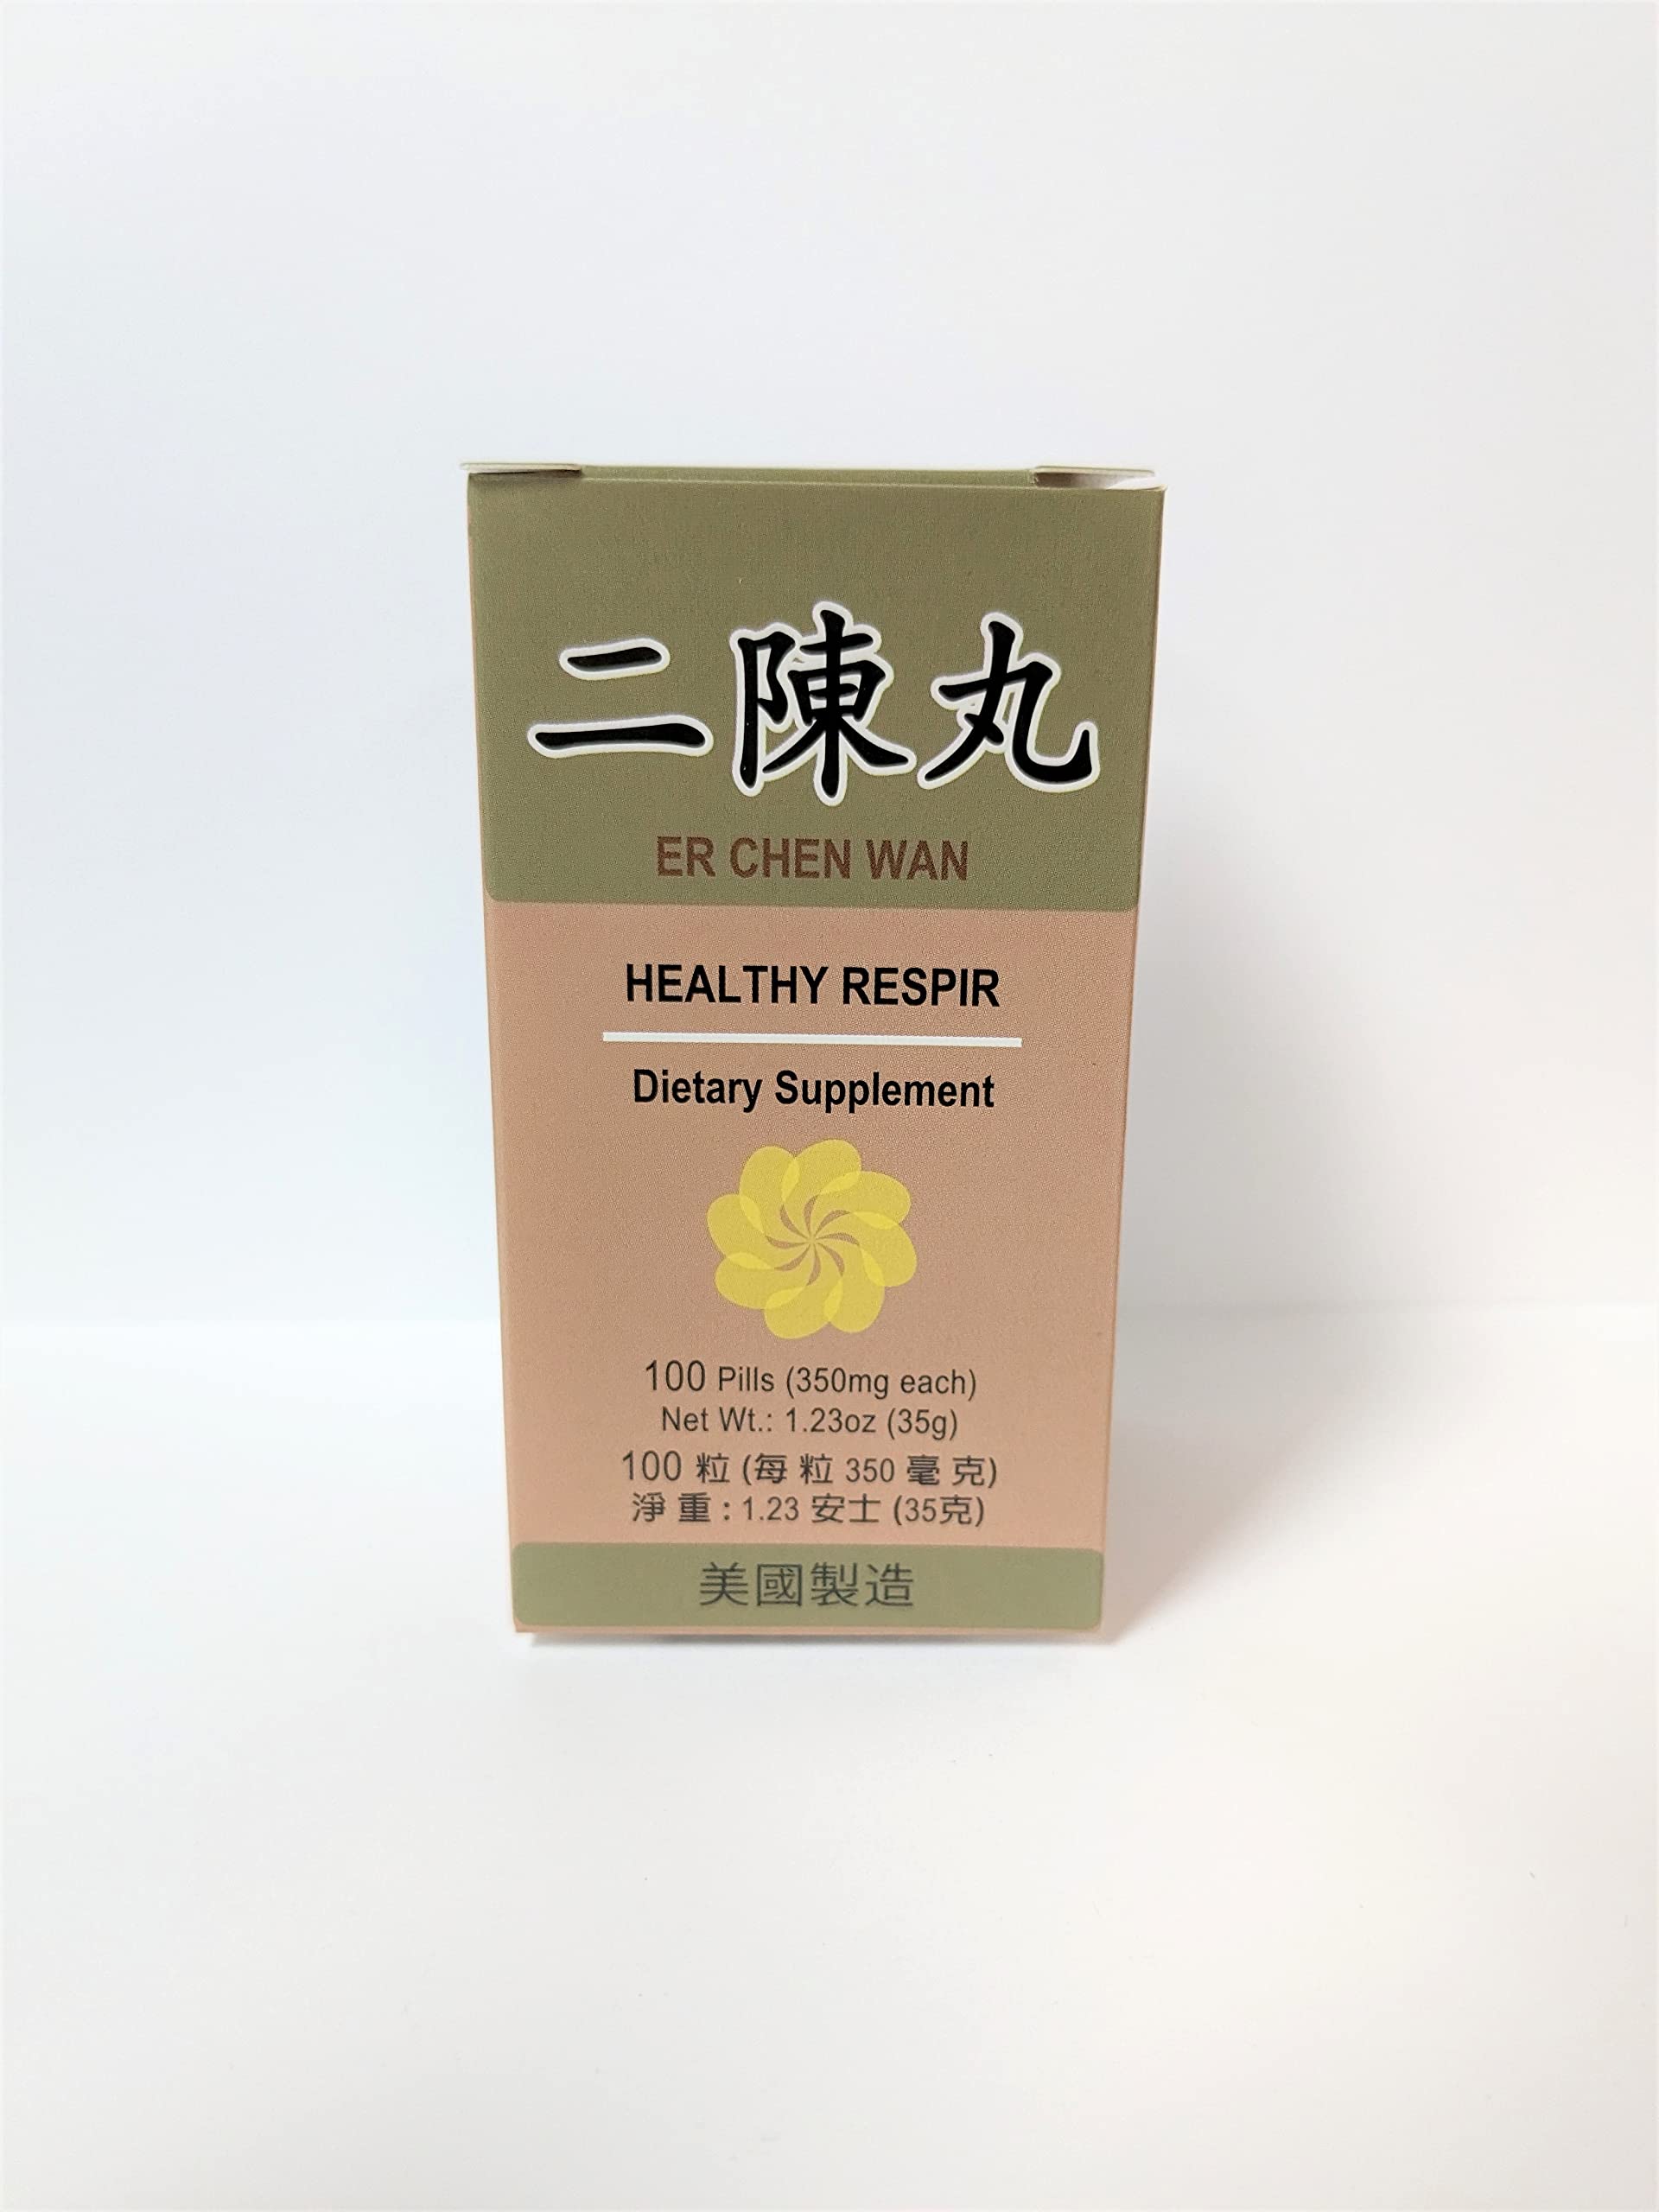 二陳丸
ER CHEN WAN
HEALTHY RESPIR
Dietary Supplement
100 Pills (350mg each)
Net Wt.: 1.23oz (35g)
100 粒 (每 粒 350 毫 克)
淨 重 : 1.23 安士 (35克)
美國製造